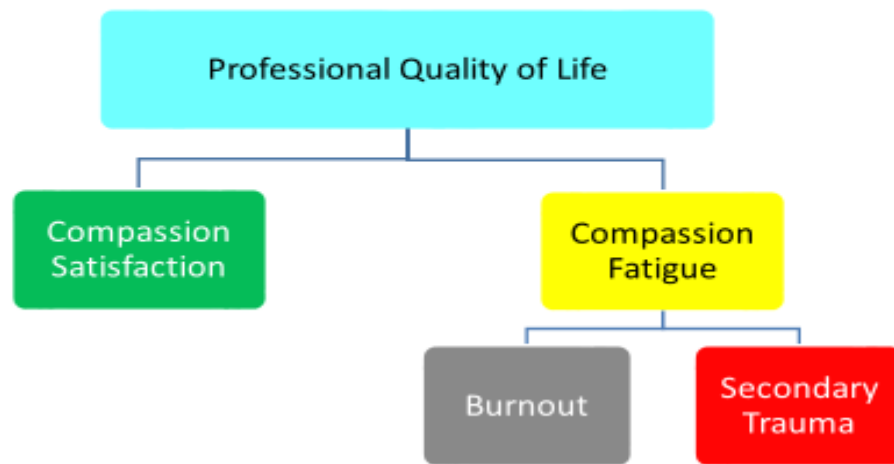 Professional Quality of Life
Compassion
Satisfaction
Compassion
Fatigue
Burnout
Secondary
Trauma